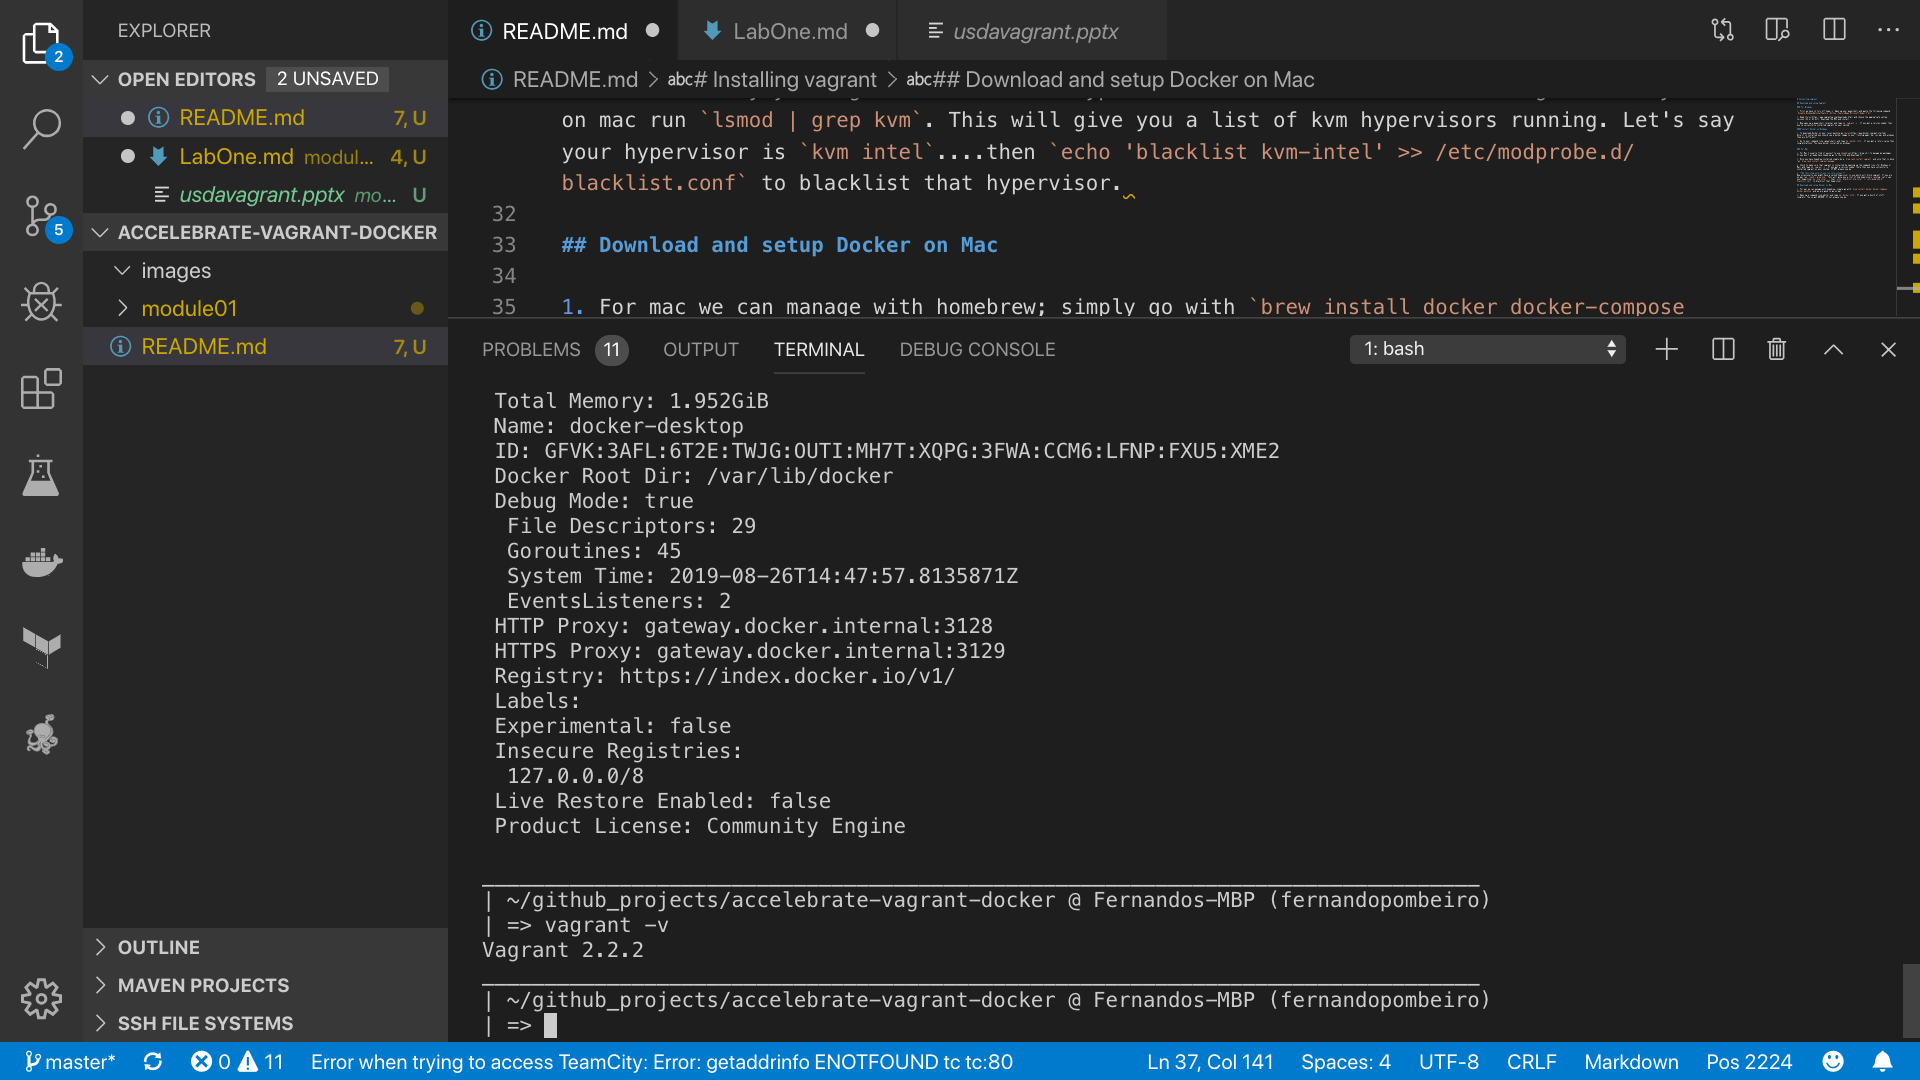 EXPLORER
README.md
LabOne.md
usdavagrant.pptx
2
OPEN EDITORS 2 UNSAVED
README.md > abc# Installing vagrant > abc## Download and setup Docker on Mac
README.md 7, U
LabOne.md modul... 4, U
usdavagrant.pptx mo... U
5
ACCELEBRATE-VAGRANT-DOCKER
images
module01
README.md 7, U
on mac run `lsmod | grep kvm`. This will give you a list of kvm hypervisors running. Let's say
your hypervisor is `kvm intel`....then `echo 'blacklist kvm-intel' >> /etc/modprobe.d/
blacklist.conf` to blacklist that hypervisor.
32
33 ## Download and setup Docker on Mac
34
35 1. For mac we can manage with homebrew; simply go with `brew install docker docker-compose
PROBLEMS 11 OUTPUT TERMINAL DEBUG CONSOLE 1: bash
Total Memory: 1.952GiB
Name: docker-desktop
ID: GFVK:3AFL:6T2E:TWJG:OUTI:MH7T:XQPG:3FWA:CCM6:LFNP:FXU5:XME2
Docker Root Dir: /var/lib/docker
Debug Mode: true
File Descriptors: 29
Goroutines: 45
System Time: 2019-08-26T14:47:57.8135871Z
EventsListeners: 2
HTTP Proxy: gateway.docker.internal:3128
HTTPS Proxy: gateway.docker.internal:3129
Registry: https://index.docker.io/v1/
Labels:
Experimental: false
Insecure Registries:
127.0.0.0/8
Live Restore Enabled: false
Product License: Community Engine
| ~/github_projects/accelebrate-vagrant-docker @ Fernandos-MBP (fernandopombeiro)
| => vagrant -v
Vagrant 2.2.2
| ~/github_projects/accelebrate-vagrant-docker @ Fernandos-MBP (fernandopombeiro)
| =>
OUTLINE
MAVEN PROJECTS
SSH FILE SYSTEMS
master* 0 11 Error when trying to access TeamCity: Error: getaddrinfo ENOTFOUND tc tc:80 Ln 37, Col 141 Spaces: 4 UTF-8 CRLF Markdown Pos 2224